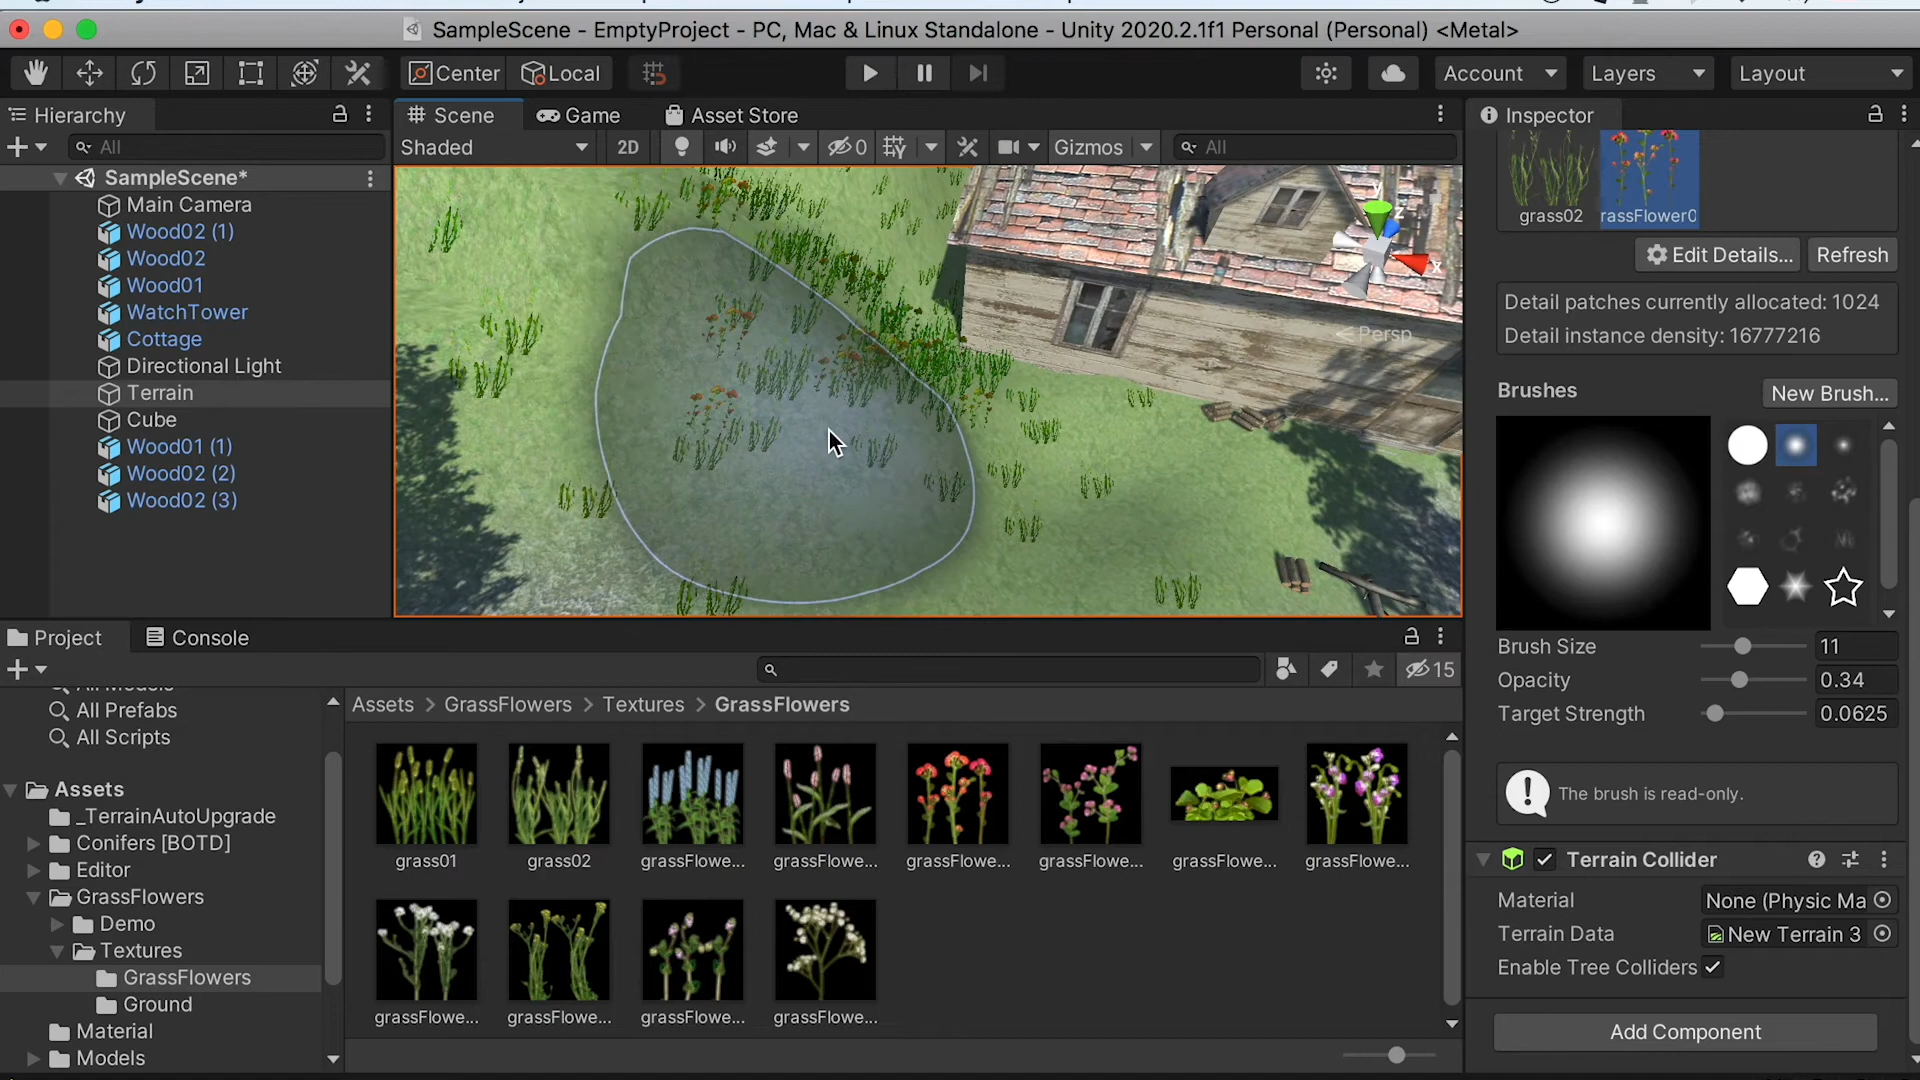 SampleScene - EmptyProject - PC, Mac & Linux Standalone - Unity 2020.2.1f1 Personal (Personal) <Metal>
Center Local Account Layers Layout
Hierarchy
All
SampleScene*
Main Camera
Wood02 (1)
Wood02
Wood01
WatchTower
Cottage
Directional Light
Terrain
Cube
Wood01 (1)
Wood02 (2)
Wood02 (3)
Scene Game Asset Store
Shaded 2D 0 Gizmos All
y
z
x
Persp
Inspector
grass02 rassFlower0
Edit Details... Refresh
Detail patches currently allocated: 1024
Detail instance density: 16777216
Brushes New Brush...
Brush Size 11
Opacity 0.34
Target Strength 0.0625
The brush is read-only.
Terrain Collider
Material None (Physic Ma
Terrain Data New Terrain 3
Enable Tree Colliders
Add Component
Project Console
15
All Models
All Prefabs
All Scripts
Assets
_TerrainAutoUpgrade
Conifers [BOTD]
Editor
GrassFlowers
Demo
Textures
GrassFlowers
Ground
Material
Models
Assets > GrassFlowers > Textures > GrassFlowers
grass01 grass02 grassFlowe... grassFlowe... grassFlowe... grassFlowe... grassFlowe... grassFlowe...
grassFlowe... grassFlowe... grassFlowe... grassFlowe...